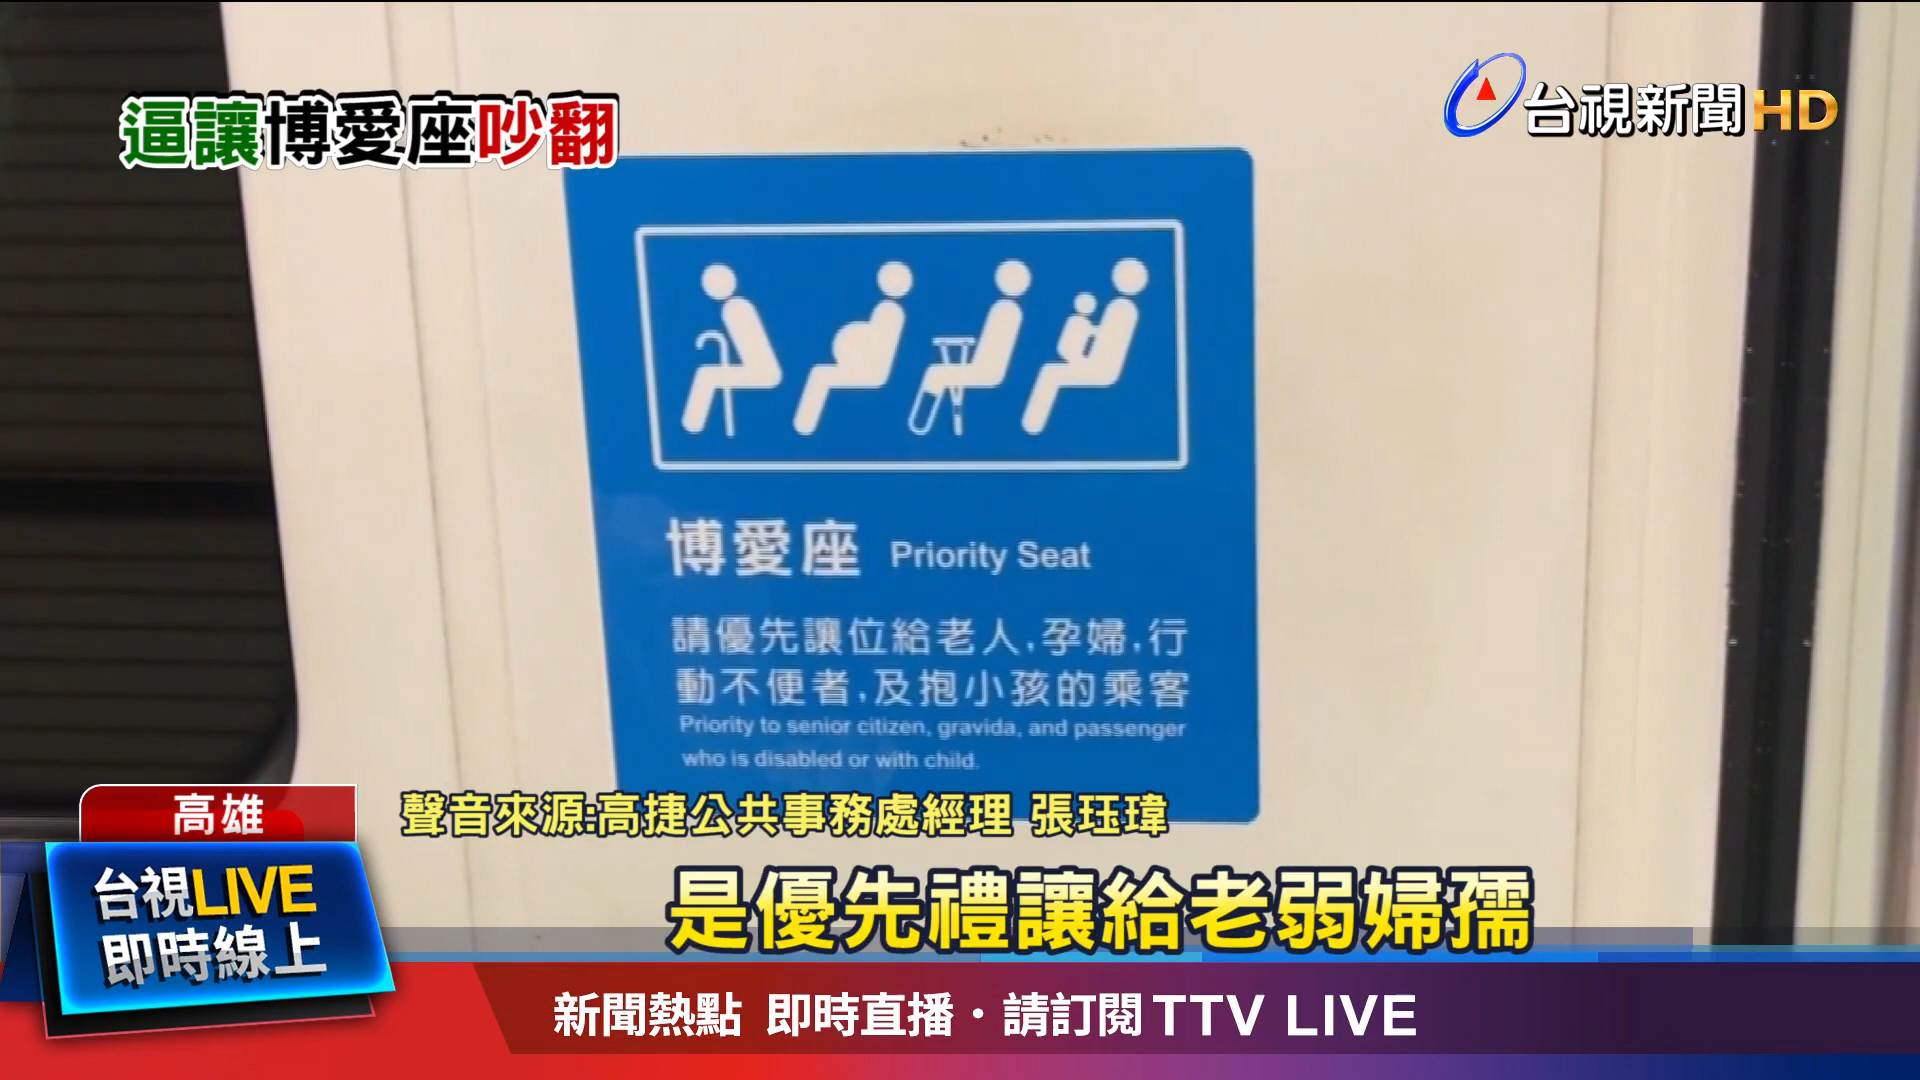 逼讓博愛座吵翻
台視新聞HD
博愛座 Priority Seat
請優先讓位給老人,孕婦,行
動不便者,及抱小孩的乘客
Priority to senior citizen, gravida, and passenger
who is disabled or with child.
高雄
聲音來源:高捷公共事務處經理 張珏瑋
台視LIVE
即時線上
是優先禮讓給老弱婦孺
新聞熱點 即時直播・請訂閱TTV LIVE